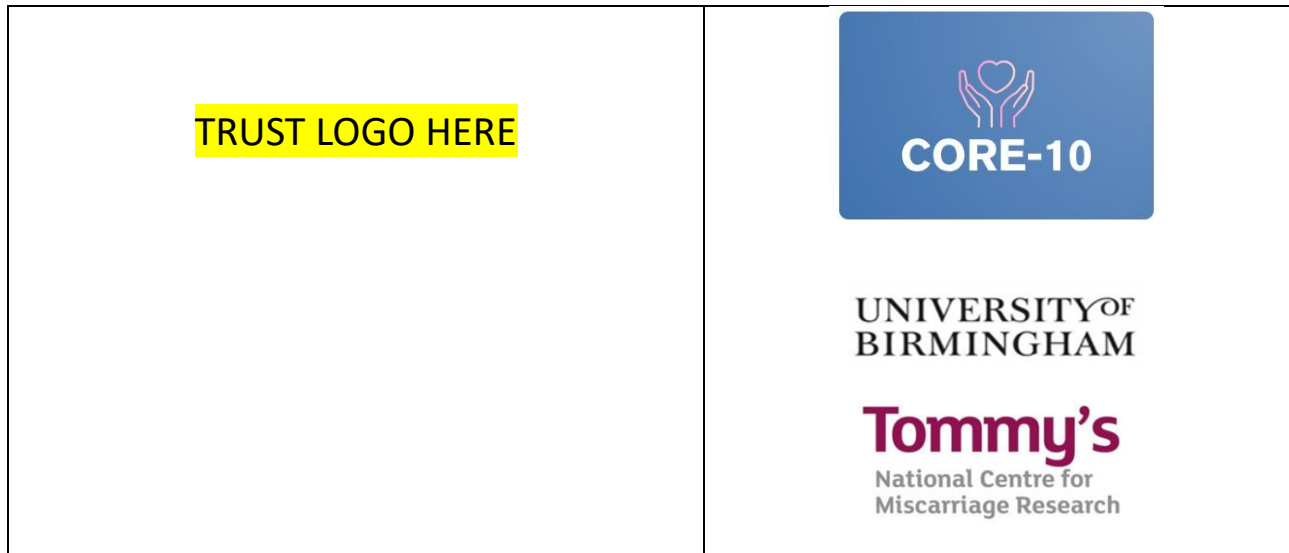 TRUST LOGO HERE
CORE-10
UNIVERSITY OF
BIRMINGHAM
Tommy's
National Centre for
Miscarriage Research